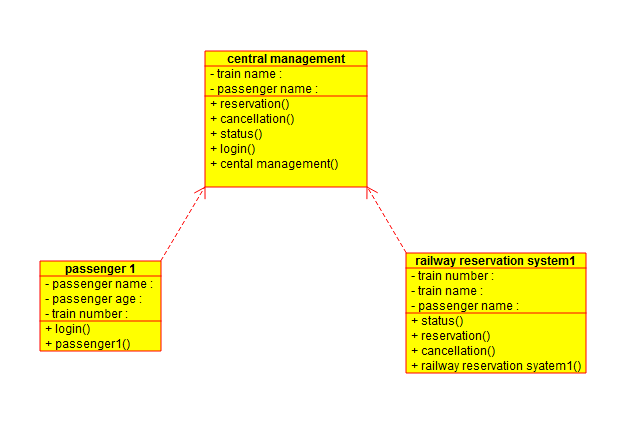 central management
- train name :
- passenger name :
+ reservation()
+ cancellation()
+ status()
+ login()
+ cental management()
passenger 1
- passenger name :
- passenger age :
- train number :
+ login()
+ passenger1()
railway reservation system1
- train number :
- train name :
- passenger name :
+ status()
+ reservation()
+ cancellation()
+ railway reservation syatem1()